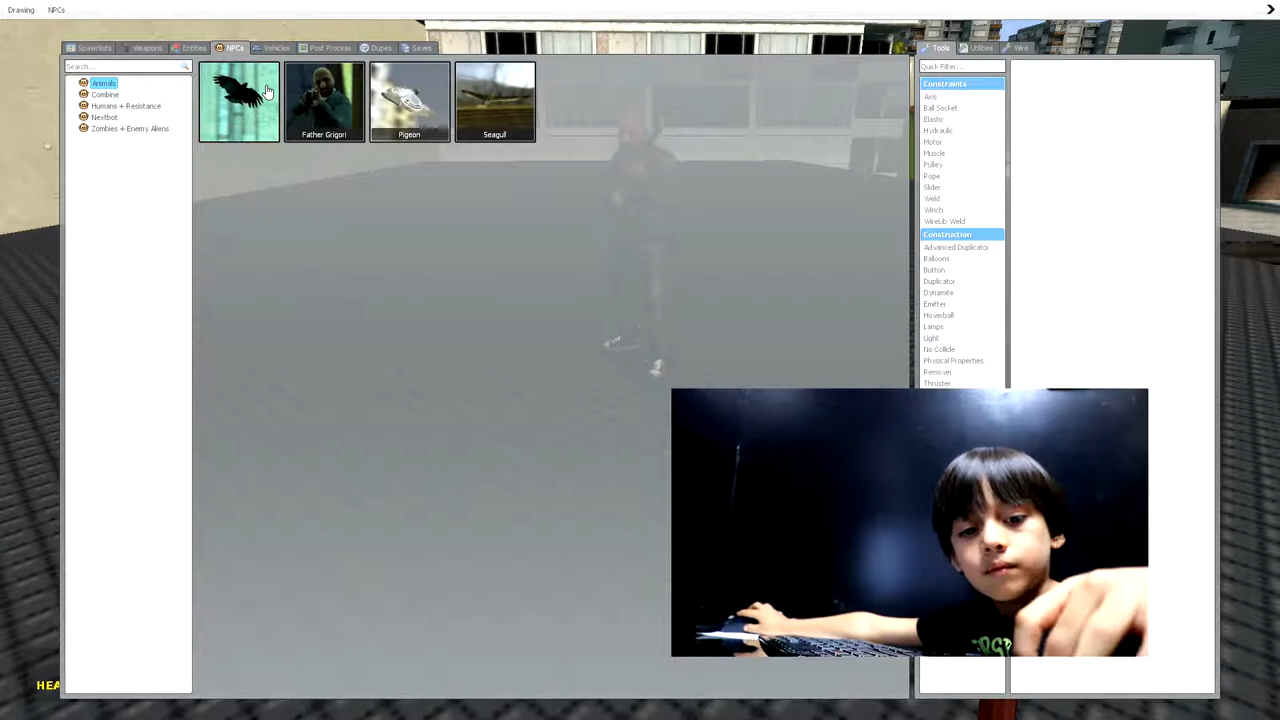 Drawing NPCs
Spawnlists Weapons Entities NPCs Vehicles Post Process Dupes Saves
Tools Utilities Wire
Search...
Quick Filter...
Animals
Combine
Humans + Resistance
Nextbot
Zombies + Enemy Aliens
Father Grigori
Pigeon
Seagull
Constraints
Axis
Ball Socket
Elastic
Hydraulic
Motor
Muscle
Pulley
Rope
Slider
Weld
Winch
WireLib Weld
Construction
Advanced Duplicator
Balloons
Button
Duplicator
Dynamite
Emitter
Hoverball
Lamps
Light
No Collide
Physical Properties
Remover
Thruster
HEA